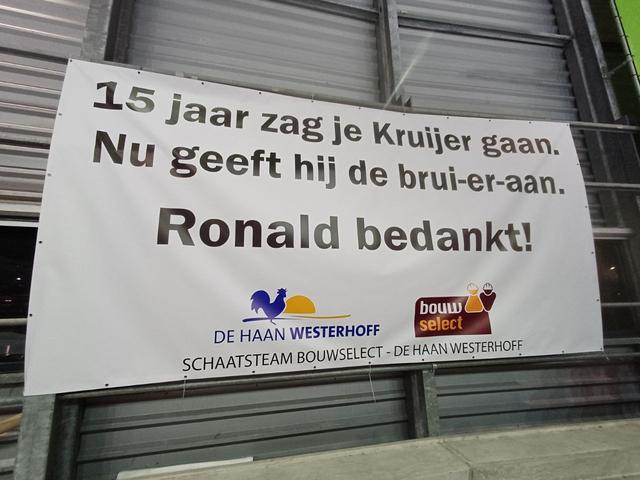 15 jaar zag je Kruijer gaan.
Nu geeft hij de brui-er-aan.
Ronald bedankt!
DE HAAN WESTERHOFF
bouw
select
SCHAATSTEAM BOUWSELECT - DE HAAN WESTERHOFF